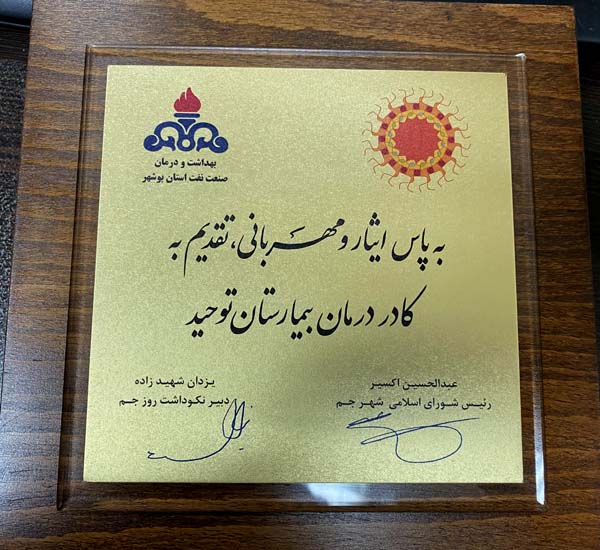 بهداشت و درمان
صنعت نفت استان بوشهر
به پاس ایثار و مهربانی، تقدیم به
کادر درمان بیمارستان توحید
عبدالحسین اکسیر
رئیس شورای اسلامی شهر جم
یزدان شهید زاده
دبیر نکوداشت روز جم